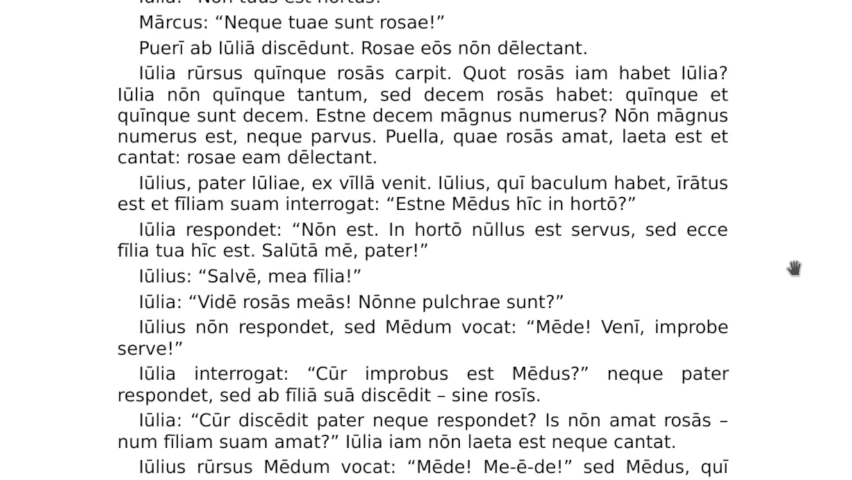 Mārcus: “Neque tuae sunt rosae!”
Puerī ab Iūliā discēdunt. Rosae eōs nōn dēlectant.
Iūlia rūrsus quīnque rosās carpit. Quot rosās iam habet Iūlia?
Iūlia nōn quīnque tantum, sed decem rosās habet: quīnque et
quīnque sunt decem. Estne decem māgnus numerus? Nōn māgnus
numerus est, neque parvus. Puella, quae rosās amat, laeta est et
cantat: rosae eam dēlectant.
Iūlius, pater Iūliae, ex vīllā venit. Iūlius, quī baculum habet, īrātus
est et fīliam suam interrogat: “Estne Mēdus hīc in hortō?”
Iūlia respondet: “Nōn est. In hortō nūllus est servus, sed ecce
fīlia tua hīc est. Salūtā mē, pater!”
Iūlius: “Salvē, mea fīlia!”
Iūlia: “Vidē rosās meās! Nōnne pulchrae sunt?”
Iūlius nōn respondet, sed Mēdum vocat: “Mēde! Venī, improbe
serve!”
Iūlia interrogat: “Cūr improbus est Mēdus?” neque pater
respondet, sed ab fīliā suā discēdit – sine rosīs.
Iūlia: “Cūr discēdit pater neque respondet? Is nōn amat rosās –
num fīliam suam amat?” Iūlia iam nōn laeta est neque cantat.
Iūlius rūrsus Mēdum vocat: “Mēde! Me-ē-de!” sed Mēdus, quī